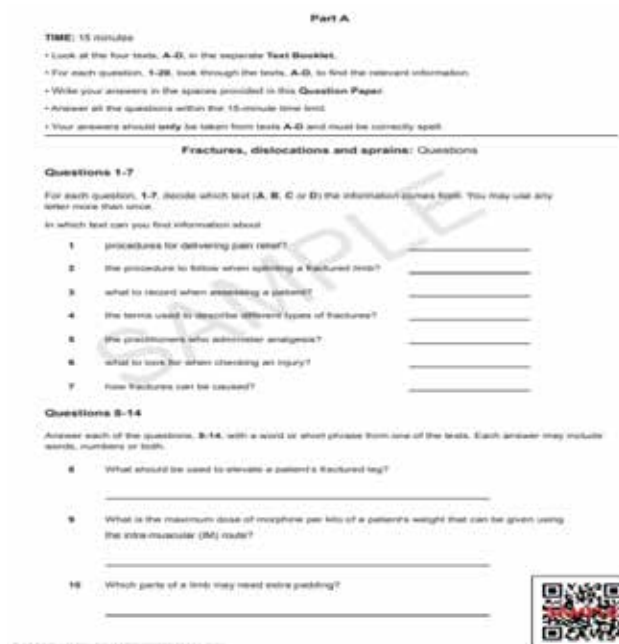 Part A
TIME: 15 minutes
• Look at the four texts, A-D, in the separate Text Booklet.
• For each question, 1-20, look through the texts, A-D, to find the relevant information.
• Write your answers in the spaces provided in this Question Paper.
• Answer all the questions within the 15-minute time limit.
• Your answers should only be taken from texts A-D and must be correctly spelt.
Fractures, dislocations and sprains: Questions
Questions 1-7
For each question, 1-7, decide which text (A, B, C or D) the information comes from. You may use any
letter more than once.
In which text can you find information about
1 procedures for delivering pain relief?
2 the procedure to follow when splinting a fractured limb?
3 what to record when assessing a patient?
4 the terms used to describe different types of fractures?
5 the practitioners who administer analgesia?
6 what to look for when checking an injury?
7 how fractures can be caused?
SAMPLE
Questions 8-14
Answer each of the questions, 8-14, with a word or short phrase from one of the texts. Each answer may include
words, numbers or both.
8 What should be used to elevate a patient's fractured leg?
9 What is the maximum dose of morphine per kilo of a patient's weight that can be given using
the intra-muscular (IM) route?
10 Which parts of a limb may need extra padding?
SAMPLE